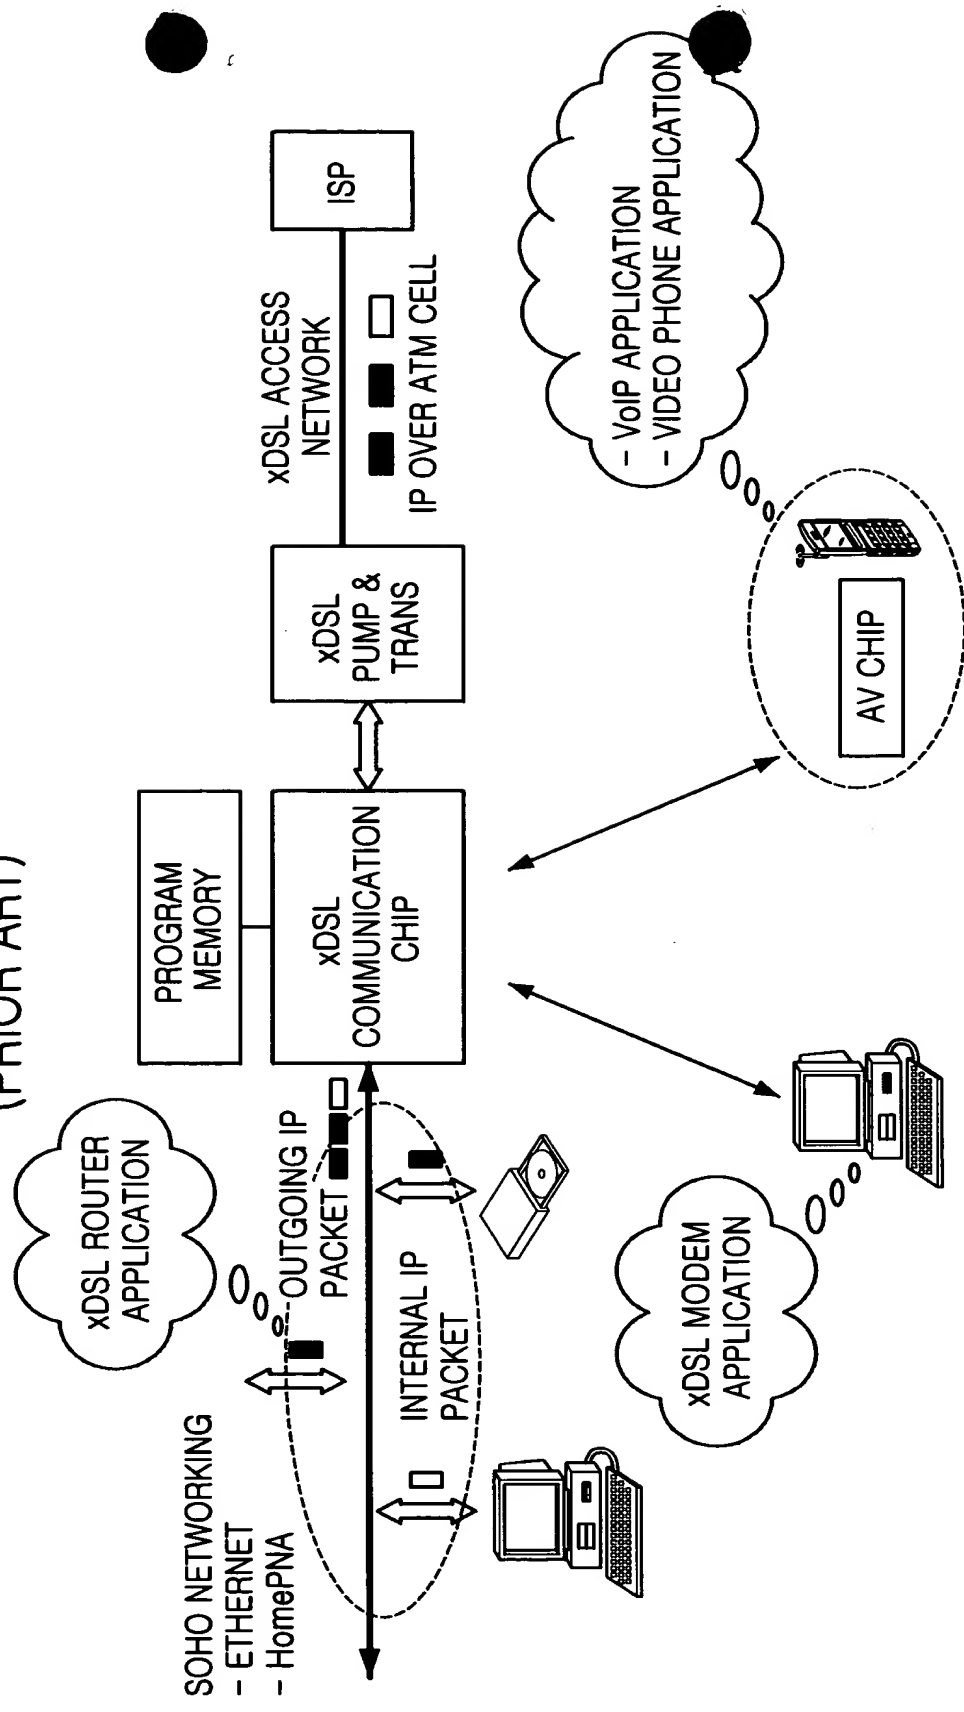 (PRIOR ART)
SOHO NETWORKING
- ETHERNET
- HomePNA
xDSL ROUTER
APPLICATION
OUTGOING IP
PACKET
INTERNAL IP
PACKET
PROGRAM
MEMORY
xDSL
COMMUNICATION
CHIP
xDSL
PUMP &
TRANS
xDSL ACCESS
NETWORK
IP OVER ATM CELL
ISP
xDSL MODEM
APPLICATION
AV CHIP
- VoIP APPLICATION
- VIDEO PHONE APPLICATION